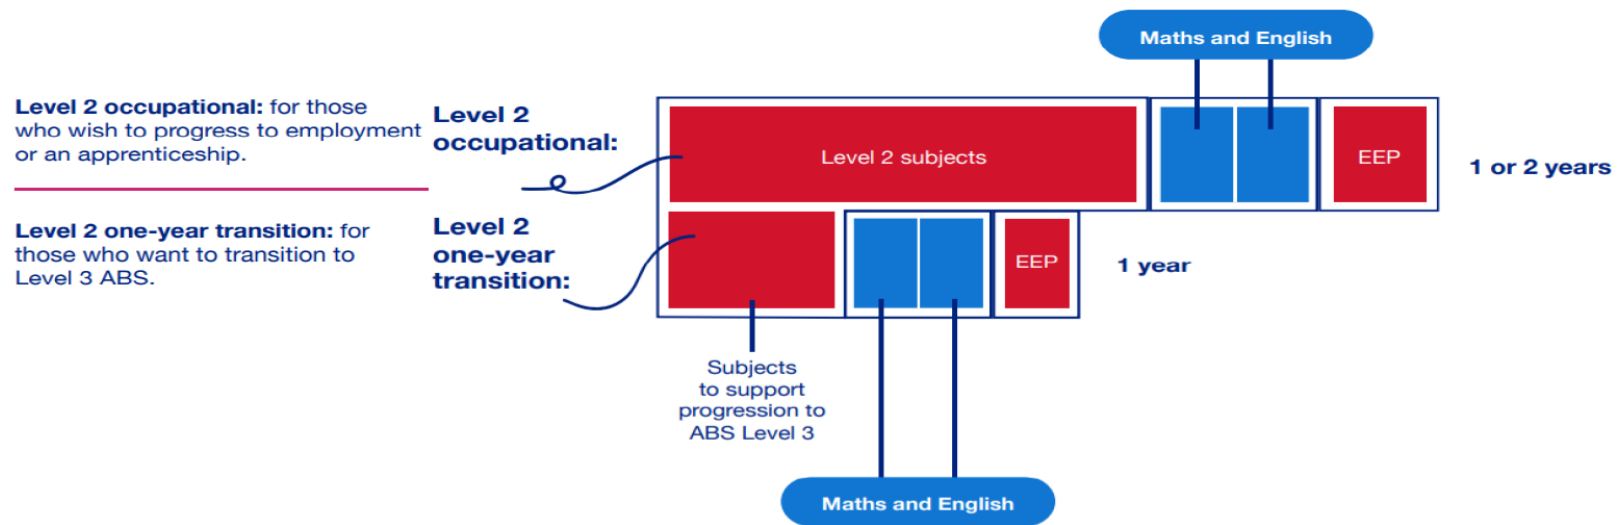 Maths and English
Level 2 occupational: for those
who wish to progress to employment
or an apprenticeship.
Level 2
occupational:
Level 2 subjects
EEP
1 or 2 years
Level 2 one-year transition: for
those who want to transition to
Level 3 ABS.
Level 2
one-year
transition:
EEP
1 year
Subjects
to support
progression to
ABS Level 3
Maths and English